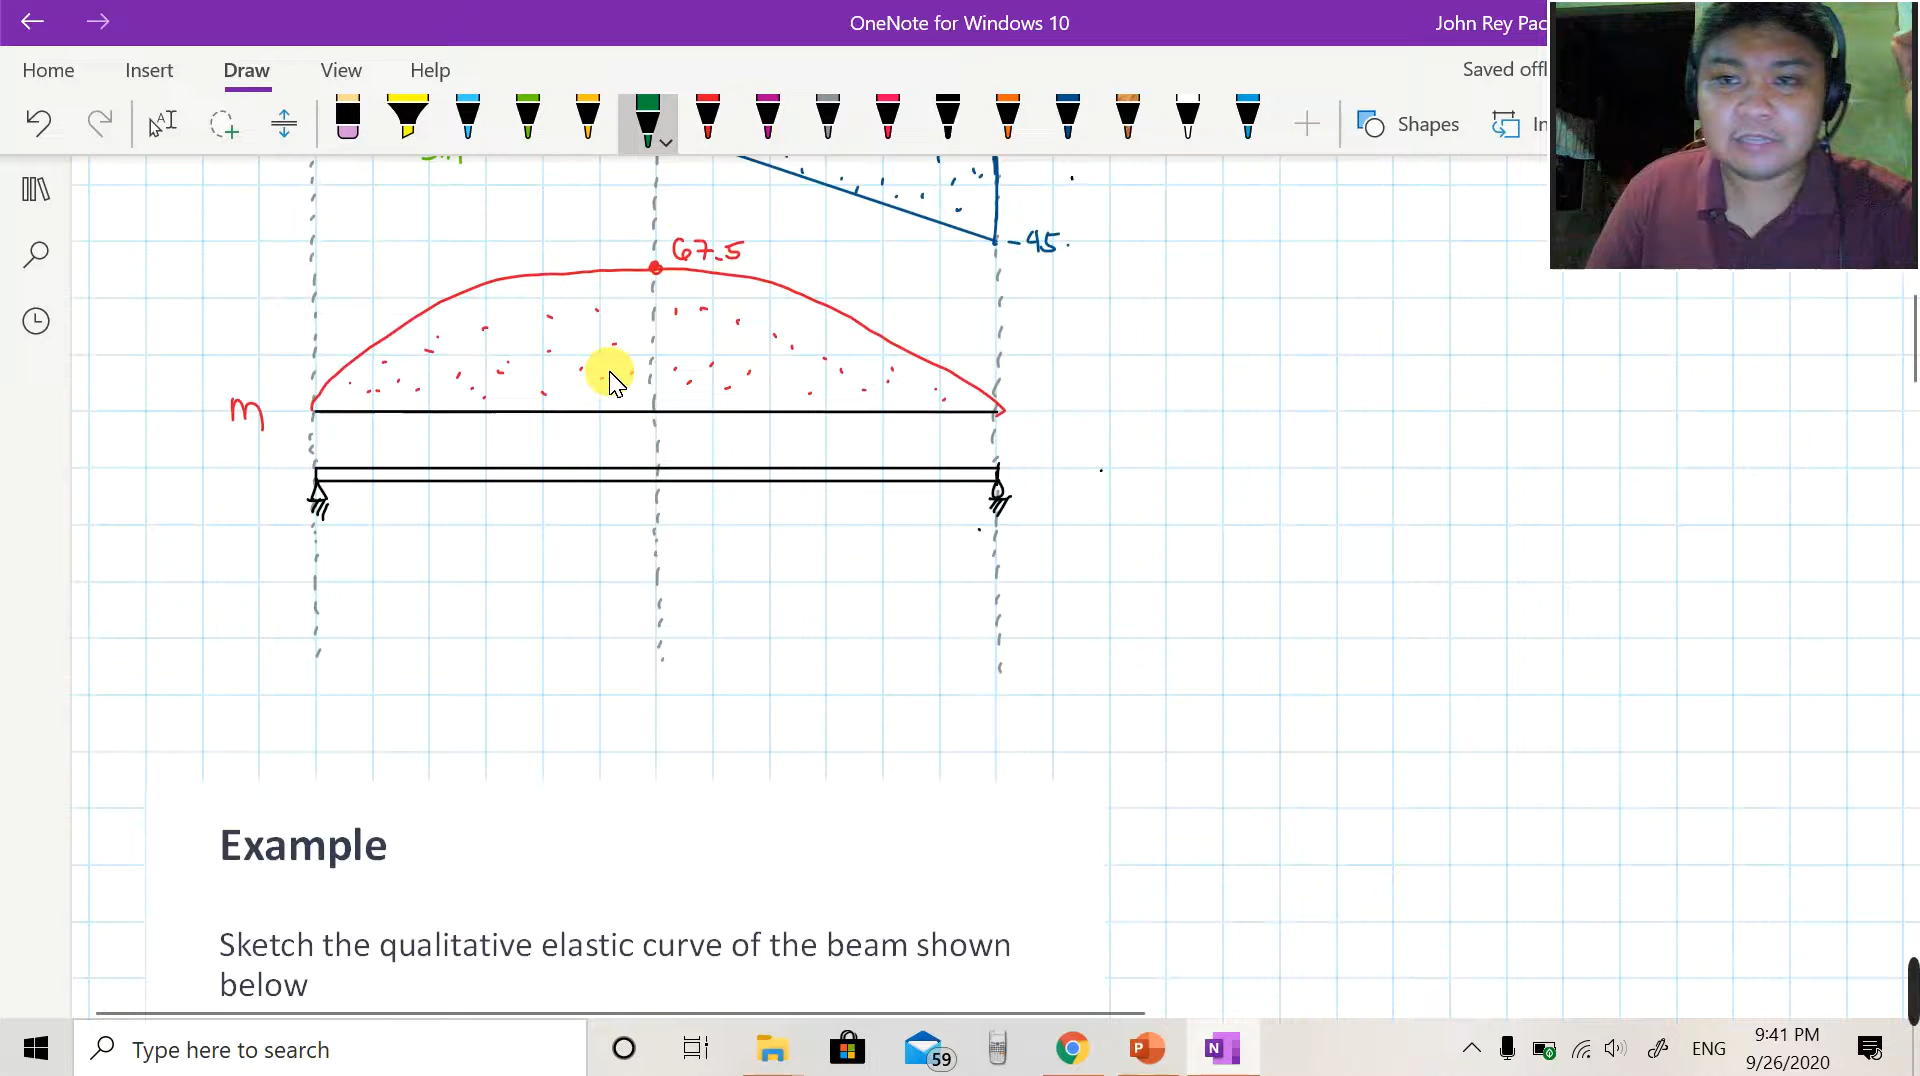 OneNote for Windows 10
John Rey Pac
Home Insert Draw View Help
Saved offl
Shapes
In
-45
67.5
m
Example
Sketch the qualitative elastic curve of the beam shown
below
Type here to search
59
ENG
9:41 PM
9/26/2020